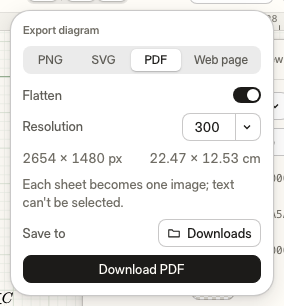 Export diagram
PNG SVG PDF Web page
Flatten
Resolution 300
2654 × 1480 px 22.47 × 12.53 cm
Each sheet becomes one image; text
can't be selected.
Save to Downloads
Download PDF